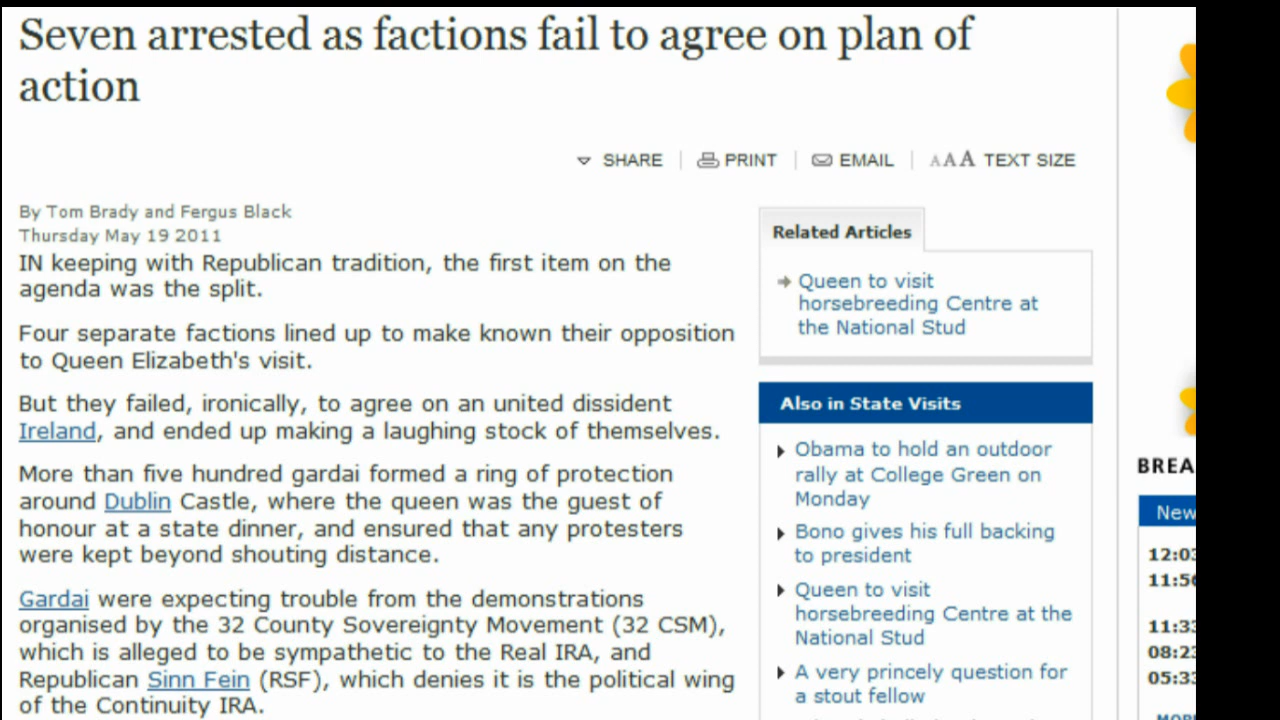 Seven arrested as factions fail to agree on plan of
action
SHARE
PRINT
EMAIL
AAA TEXT SIZE
By Tom Brady and Fergus Black
Thursday May 19 2011
IN keeping with Republican tradition, the first item on the
agenda was the split.
Four separate factions lined up to make known their opposition
to Queen Elizabeth's visit.
But they failed, ironically, to agree on an united dissident
Ireland, and ended up making a laughing stock of themselves.
More than five hundred gardai formed a ring of protection
around Dublin Castle, where the queen was the guest of
honour at a state dinner, and ensured that any protesters
were kept beyond shouting distance.
Gardai were expecting trouble from the demonstrations
organised by the 32 County Sovereignty Movement (32 CSM),
which is alleged to be sympathetic to the Real IRA, and
Republican Sinn Fein (RSF), which denies it is the political wing
of the Continuity IRA.
Related Articles
Queen to visit
horsebreeding Centre at
the National Stud
Also in State Visits
Obama to hold an outdoor
rally at College Green on
Monday
Bono gives his full backing
to president
Queen to visit
horsebreeding Centre at the
National Stud
A very princely question for
a stout fellow
BREA
New
12:03
11:56
11:33
08:23
05:33